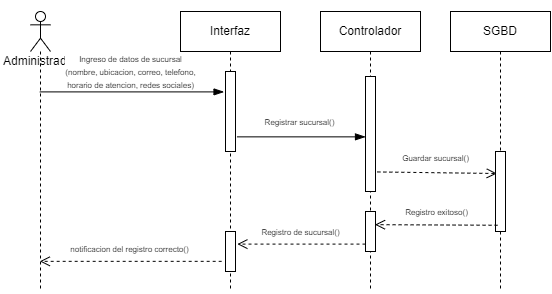 Interfaz
Controlador
SGBD
Administrad
Ingreso de datos de sucursal
(nombre, ubicacion, correo, telefono,
horario de atencion, redes sociales)
Registrar sucursal()
Guardar sucursal()
Registro exitoso()
Registro de sucursal()
notificacion del registro correcto()